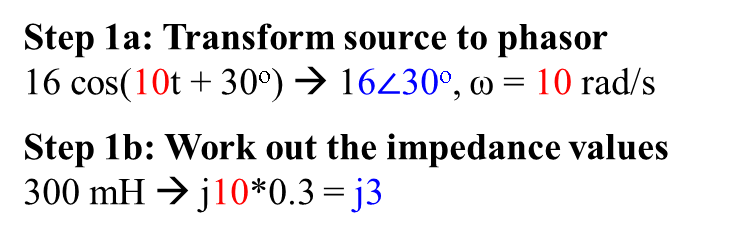 Step 1a: Transform source to phasor
16 cos(10t + 30º) → 16∠30º, ω = 10 rad/s
Step 1b: Work out the impedance values
300 mH → j10*0.3 = j3